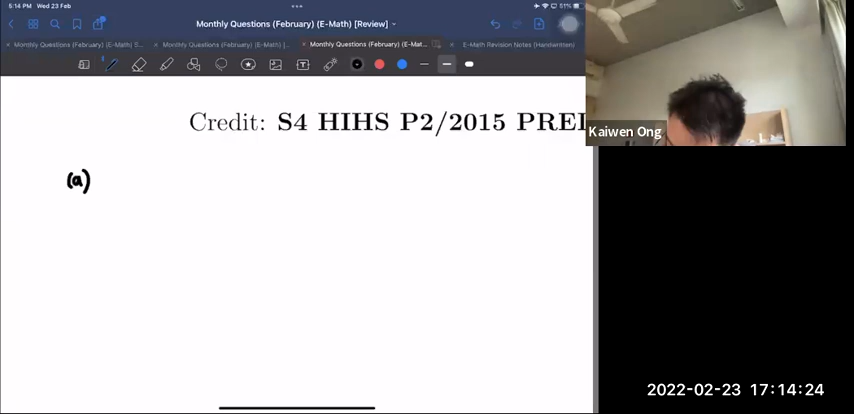 5:14 PM Wed 23 Feb
51%
Monthly Questions (February) (E-Math) [Review]
Monthly Questions (February) (E-Math) S...
Monthly Questions (February) (E-Math) [...
Monthly Questions (February) (E-Mat...
E-Math Revision Notes (Handwritten)
Credit: S4 HIHS P2/2015 PREL
(a)
Kaiwen Ong
2022-02-23 17:14:24